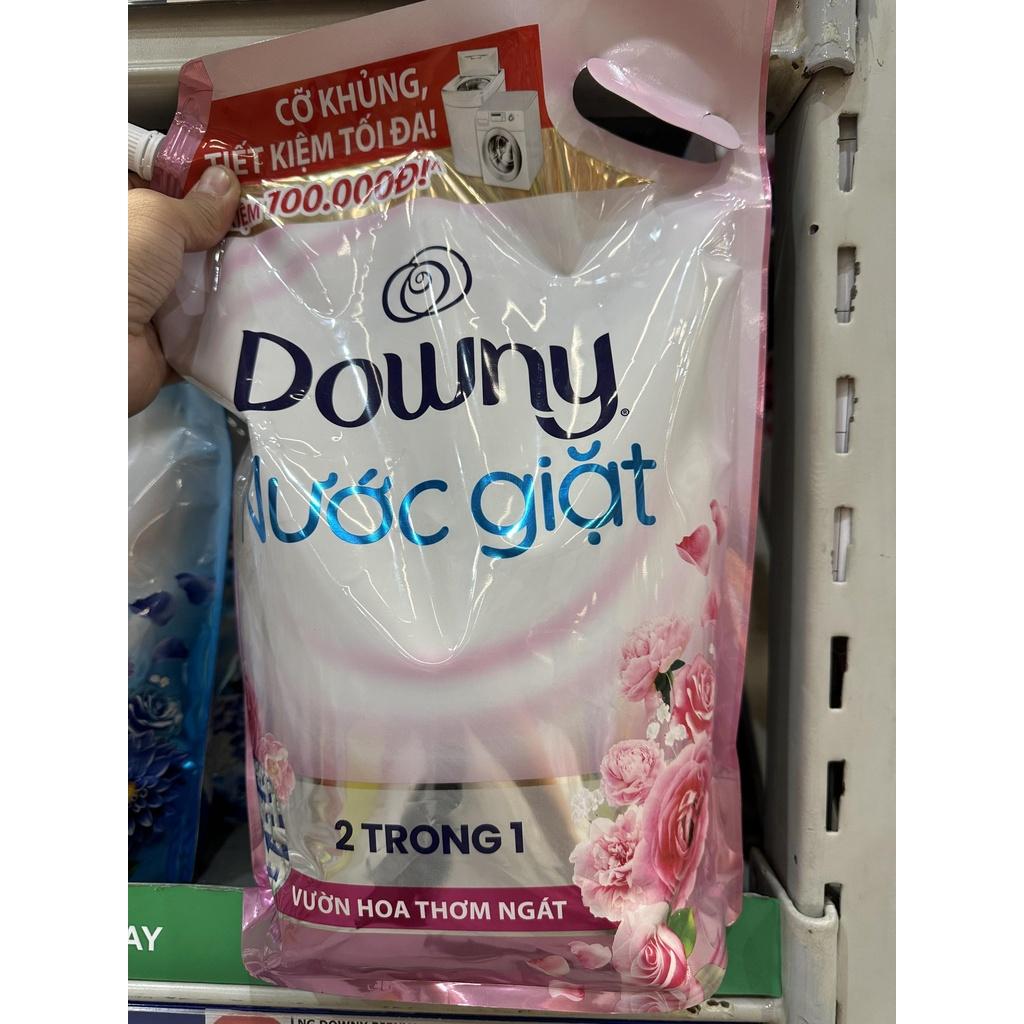 CỠ KHỦNG,
TIẾT KIỆM TỐI ĐA!
100.000Đ!*
Downy®
Nước giặt
2 TRONG 1
VƯỜN HOA THƠM NGÁT
AY
DOWNY